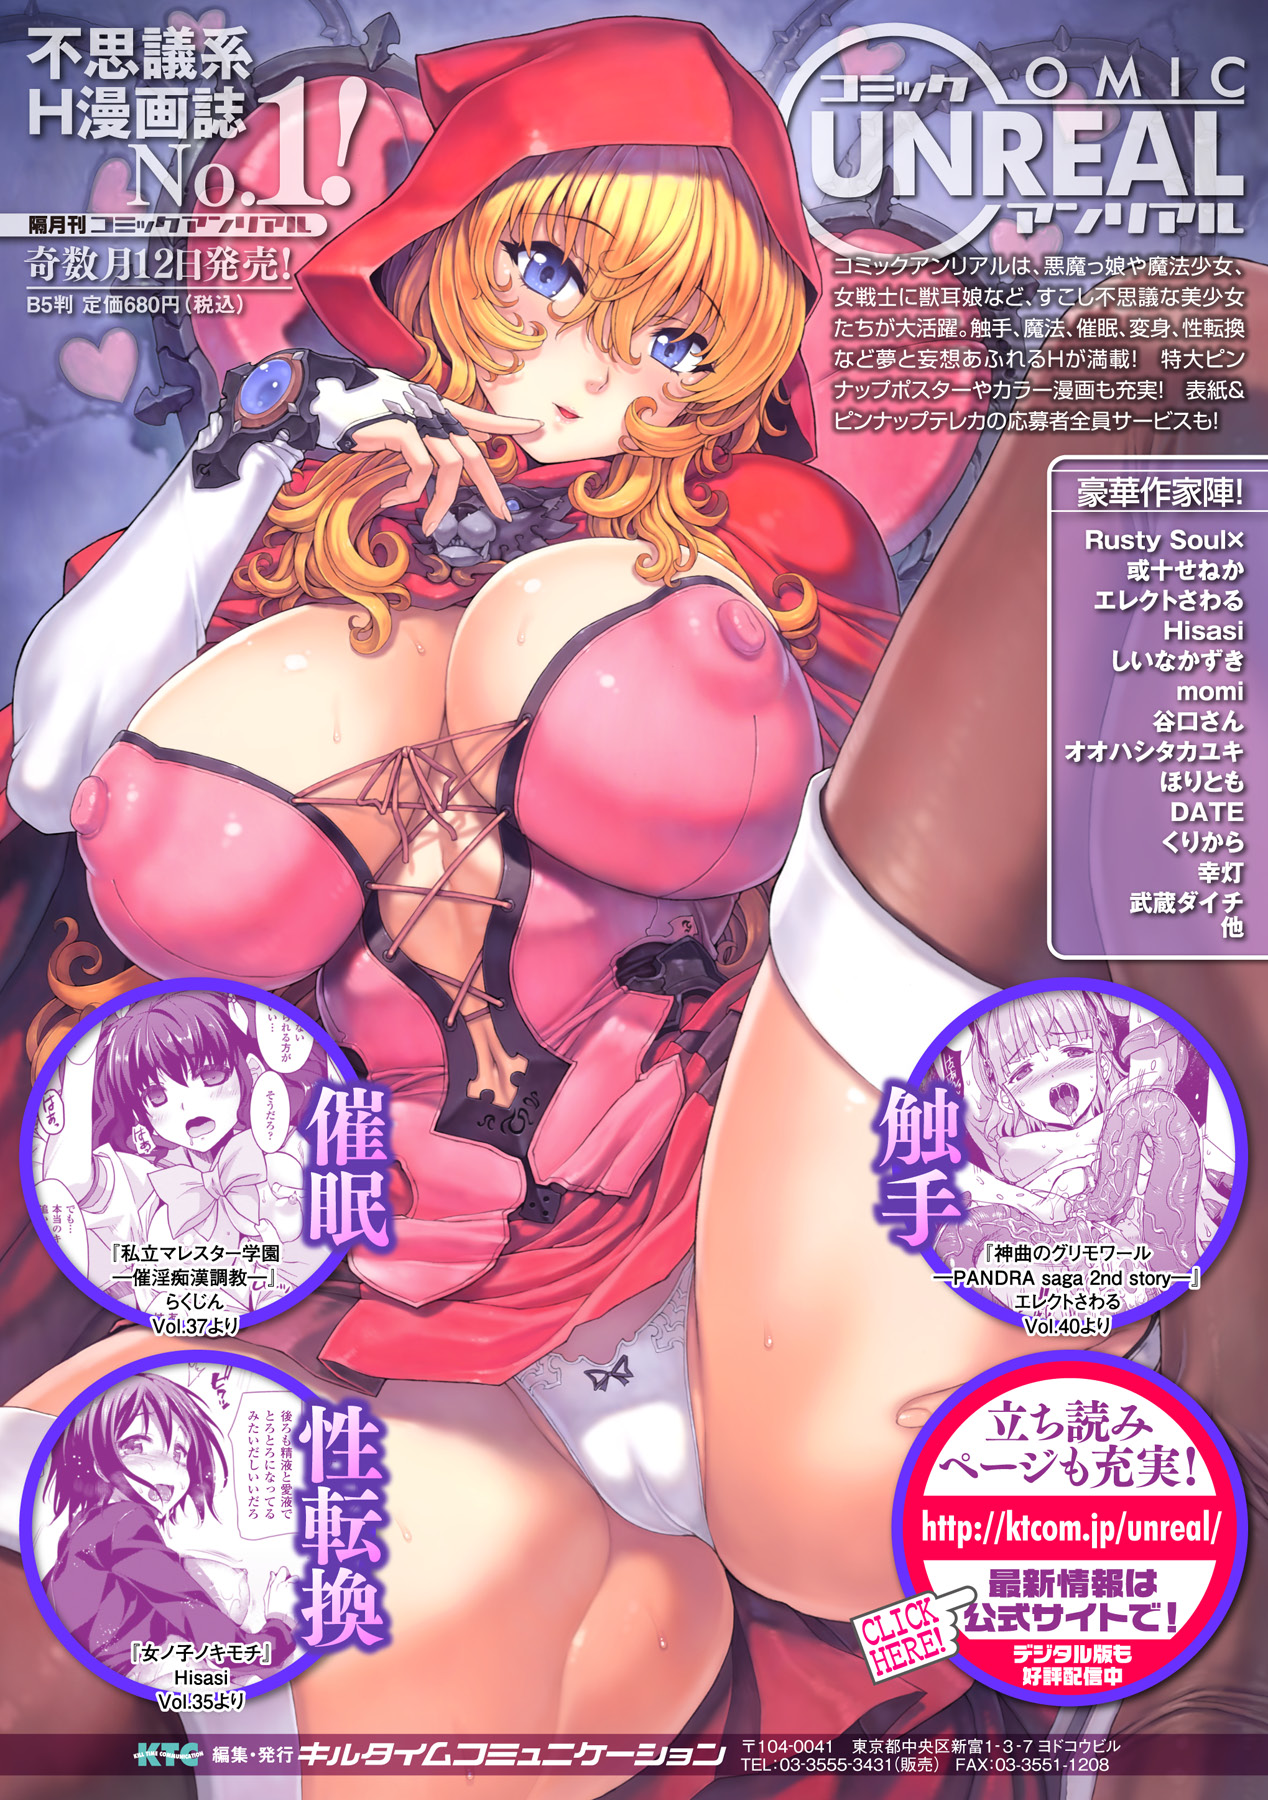 不思議系
H漫画誌
No.1!
隔月刊 コミックアンリアル
奇数月12日発売!
B5判 定価680円(税込)
コミック
COMIC
UNREAL
アンリアル
コミックアンリアルは、悪魔っ娘や魔法少女、
女戦士に獣耳娘など、すこし不思議な美少女
たちが大活躍。触手、魔法、催眠、変身、性転換
など夢と妄想あふれるHが満載! 特大ピン
ナップポスターやカラー漫画も充実! 表紙&
ピンナップテレカの応募者全員サービスも!
豪華作家陣!
Rusty Soul×
或十せねか
エレクトさわる
Hisasi
しいなかずき
momi
谷口さん
オオハシタカユキ
ほりとも
DATE
くりから
幸灯
武蔵ダイチ
他
そうだろ?
でも…
催眠
『私立マレスター学園
―催淫痴漢調教―』
らくじん
Vol.37より
触手
『神曲のグリモワール
―PANDRA saga 2nd story―』
エレクトさわる
Vol.40より
後ろも精液と愛液で
とろとろになってる
みたいだしいいだろ
性転換
『女ノ子ノキモチ』
Hisasi
Vol.35より
立ち読み
ページも充実!
http://ktcom.jp/unreal/
最新情報は
公式サイトで!
デジタル版も
好評配信中
CLICK
HERE!
KTC
KILL TIME COMMUNICATION
編集・発行 キルタイムコミュニケーション
〒104-0041 東京都中央区新富1-3-7ヨドコウビル
TEL:03-3555-3431(販売) FAX:03-3551-1208